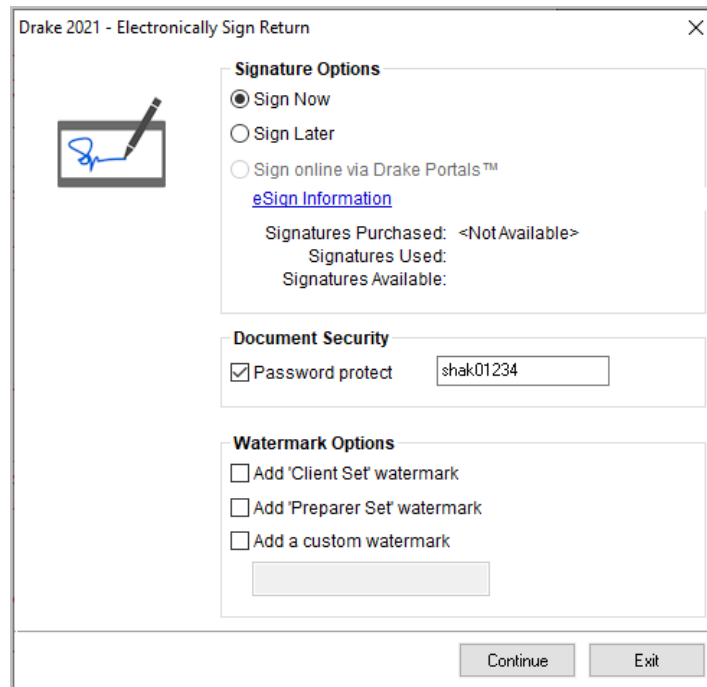 Drake 2021 - Electronically Sign Return
Signature Options
Sign Now
Sign Later
Sign online via Drake Portals™
eSign Information
Signatures Purchased: <Not Available>
Signatures Used:
Signatures Available:
Document Security
Password protect shak01234
Watermark Options
Add 'Client Set' watermark
Add 'Preparer Set' watermark
Add a custom watermark
Continue Exit